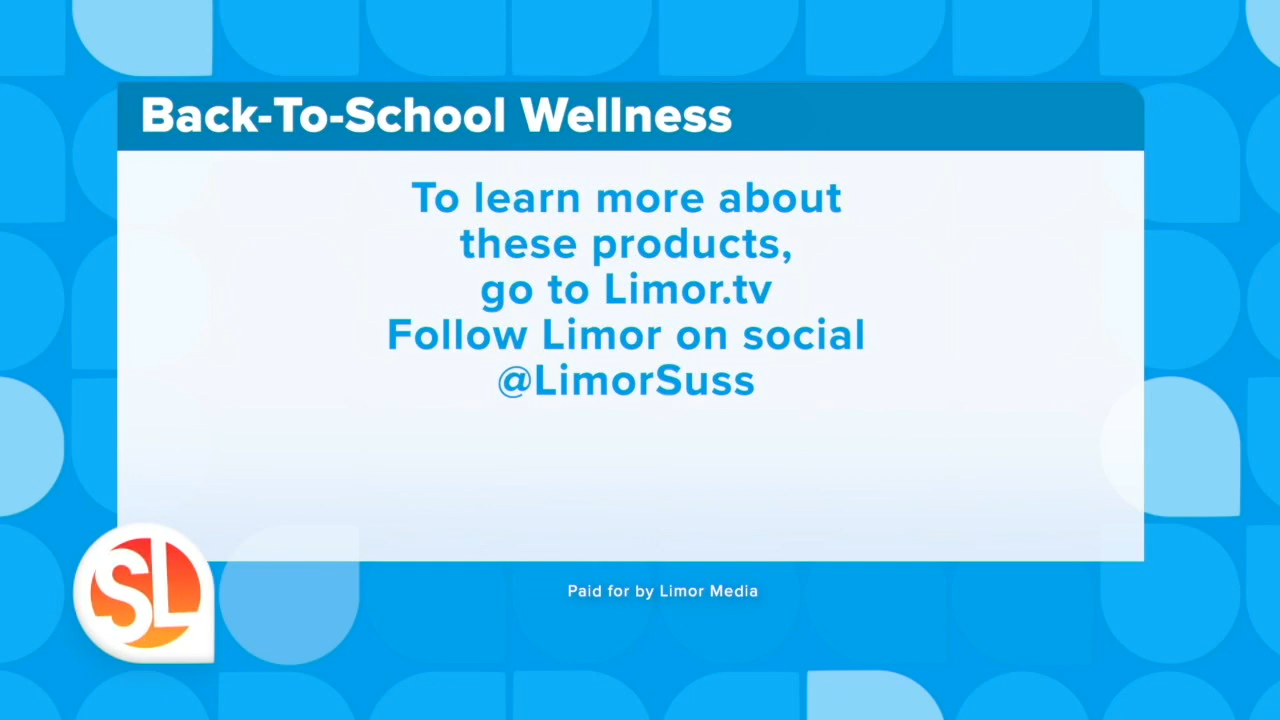 Back-To-School Wellness
To learn more about
these products,
go to Limor.tv
Follow Limor on social
@LimorSuss
SL
Paid for by Limor Media